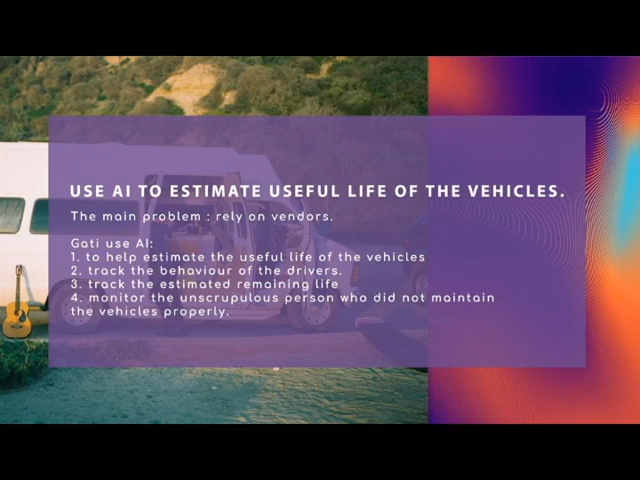 USE AI TO ESTIMATE USEFUL LIFE OF THE VEHICLES.
The main problem : rely on vendors.
Gati use AI:
1. to help estimate the useful life of the vehicles
2. track the behaviour of the drivers.
3. track the estimated remaining life
4. monitor the unscrupulous person who did not maintain
the vehicles properly.